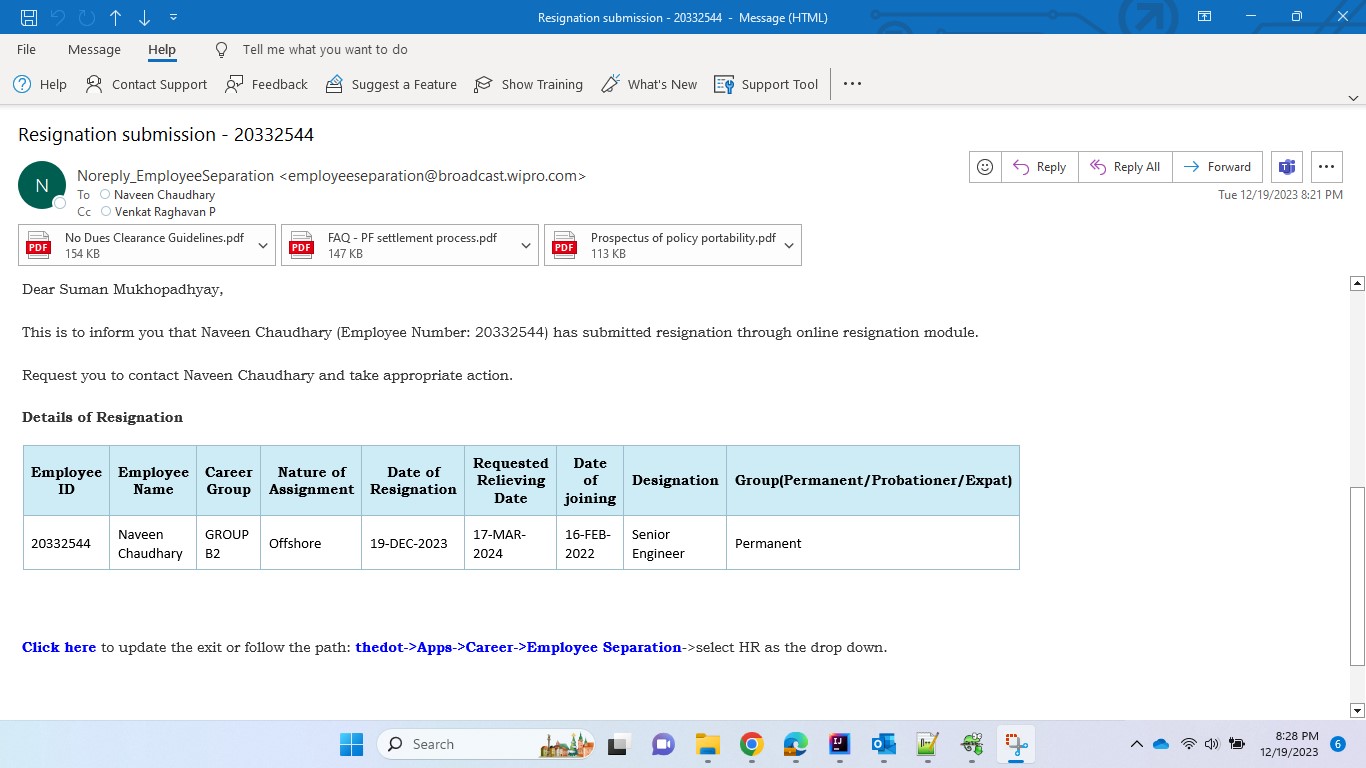 Resignation submission - 20332544 - Message (HTML)
File Message Help Tell me what you want to do
Help Contact Support Feedback Suggest a Feature Show Training What's New Support Tool
Resignation submission - 20332544
N
Noreply_EmployeeSeparation <employeeseparation@broadcast.wipro.com>
Reply Reply All Forward
To Naveen Chaudhary
Tue 12/19/2023 8:21 PM
Cc Venkat Raghavan P
PDF No Dues Clearance Guidelines.pdf
154 KB
PDF FAQ - PF settlement process.pdf
147 KB
PDF Prospectus of policy portability.pdf
113 KB
Dear Suman Mukhopadhyay,
This is to inform you that Naveen Chaudhary (Employee Number: 20332544) has submitted resignation through online resignation module.
Request you to contact Naveen Chaudhary and take appropriate action.
Details of Resignation
Employee ID Employee Name Career Group Nature of Assignment Date of Resignation Requested Relieving Date Date of joining Designation Group(Permanent/Probationer/Expat)
20332544 Naveen Chaudhary GROUP B2 Offshore 19-DEC-2023 17-MAR-2024 16-FEB-2022 Senior Engineer Permanent
Click here to update the exit or follow the path: thedot->Apps->Career->Employee Separation->select HR as the drop down.
Search
8:28 PM
12/19/2023
6